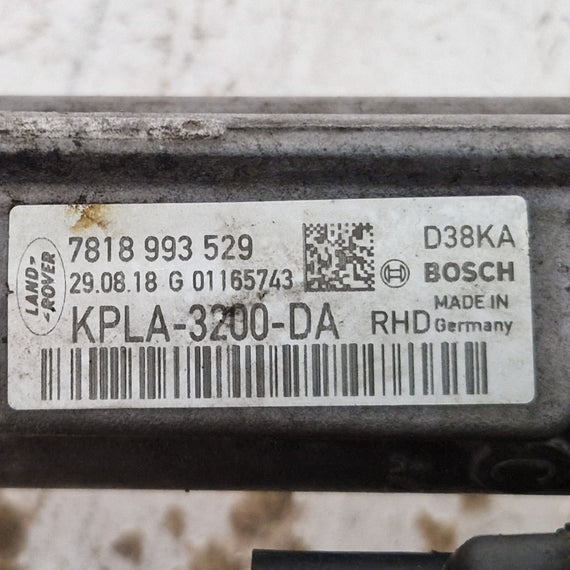 LAND-
ROVER
7818 993 529
29.08.18 G 01165743
KPLA-3200-DA
D38KA
BOSCH
MADE IN
RHD Germany